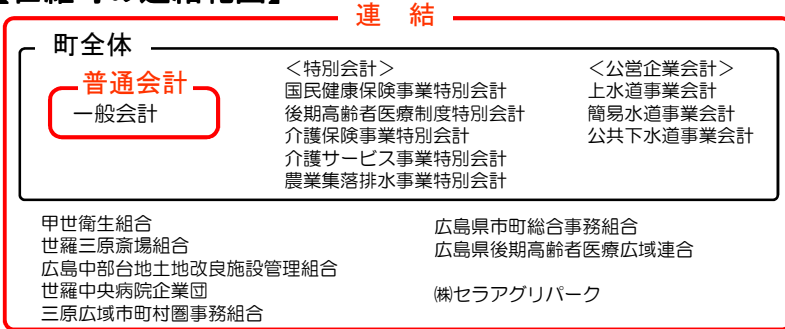 連 結
町全体
普通会計
一般会計
＜特別会計＞
国民健康保険事業特別会計
後期高齢者医療制度特別会計
介護保険事業特別会計
介護サービス事業特別会計
農業集落排水事業特別会計
＜公営企業会計＞
上水道事業会計
簡易水道事業会計
公共下水道事業会計
甲世衛生組合
世羅三原斎場組合
広島中部台地土地改良施設管理組合
世羅中央病院企業団
三原広域市町村圏事務組合
広島県市町総合事務組合
広島県後期高齢者医療広域連合
㈱セラアグリパーク